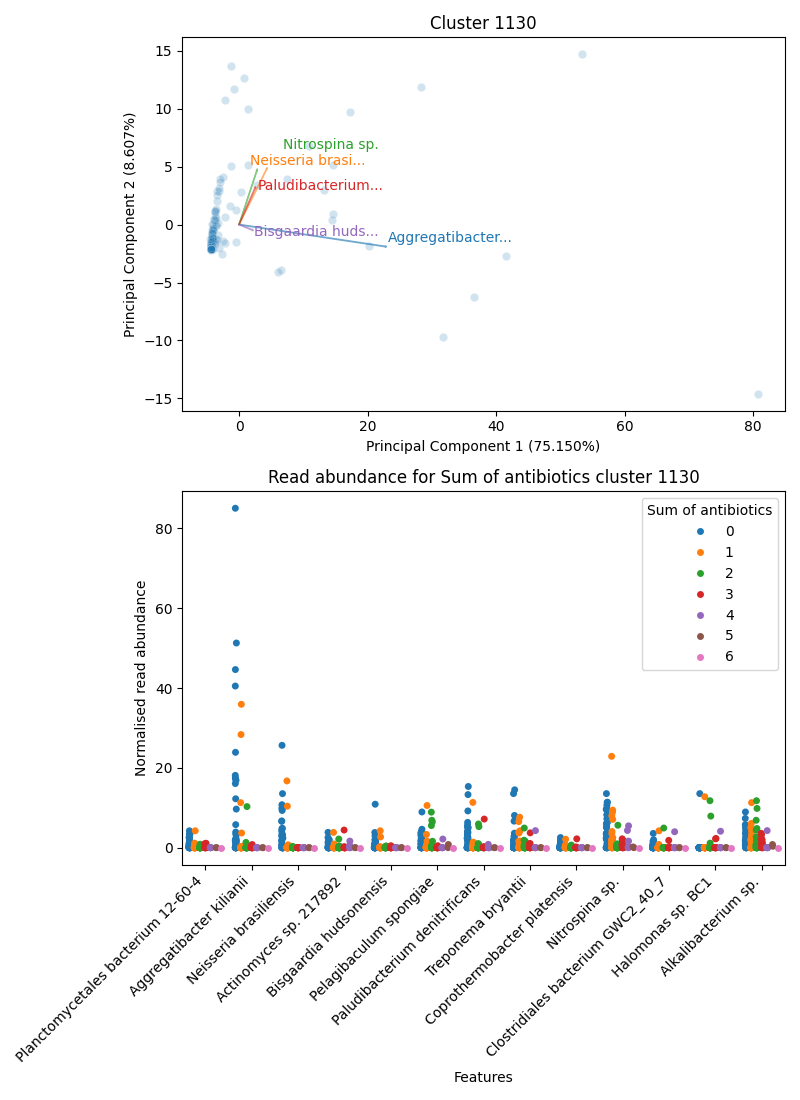 Cluster 1130
15
10
5
0
−5
−10
−15
Principal Component 2 (8.607%)
Nitrospina sp.
Neisseria brasi...
Paludibacterium...
Bisgaardia huds...
Aggregatibacter...
0 20 40 60 80
Principal Component 1 (75.150%)
Read abundance for Sum of antibiotics cluster 1130
80
60
40
20
0
Normalised read abundance
Sum of antibiotics
0
1
2
3
4
5
6
Planctomycetales bacterium 12-60-4
Aggregatibacter kilianii
Neisseria brasiliensis
Actinomyces sp. 217892
Bisgaardia hudsonensis
Pelagibaculum spongiae
Paludibacterium denitrificans
Treponema bryantii
Coprothermobacter platensis
Nitrospina sp.
Clostridiales bacterium GWC2_40_7
Halomonas sp. BC1
Alkalibacterium sp.
Features